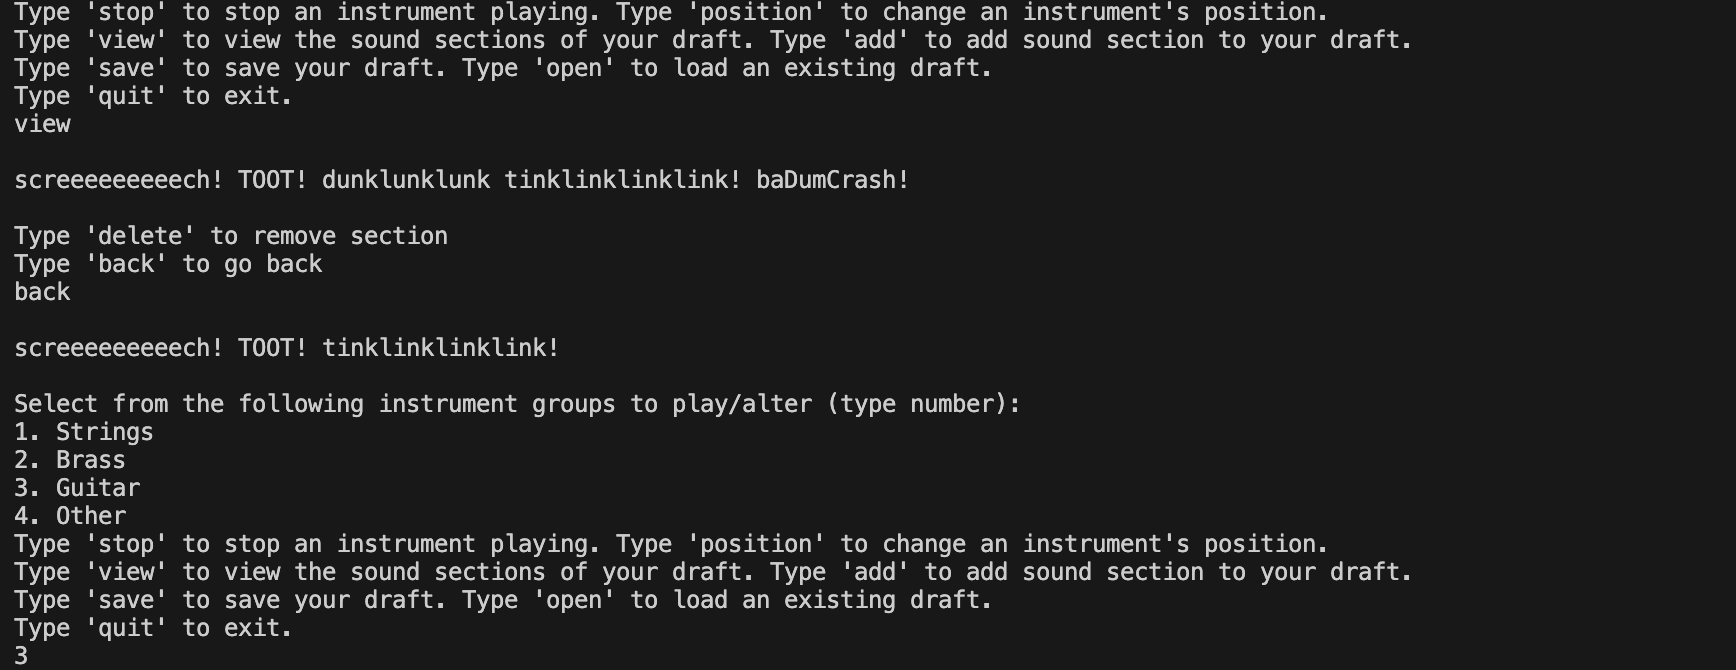 Type 'stop' to stop an instrument playing. Type 'position' to change an instrument's position.
Type 'view' to view the sound sections of your draft. Type 'add' to add sound section to your draft.
Type 'save' to save your draft. Type 'open' to load an existing draft.
Type 'quit' to exit.
view
screeeeeeeeech! TOOT! dunklunklunk tinklinklinklink! baDumCrash!
Type 'delete' to remove section
Type 'back' to go back
back
screeeeeeeeech! TOOT! tinklinklinklink!
Select from the following instrument groups to play/alter (type number):
1. Strings
2. Brass
3. Guitar
4. Other
Type 'stop' to stop an instrument playing. Type 'position' to change an instrument's position.
Type 'view' to view the sound sections of your draft. Type 'add' to add sound section to your draft.
Type 'save' to save your draft. Type 'open' to load an existing draft.
Type 'quit' to exit.
3